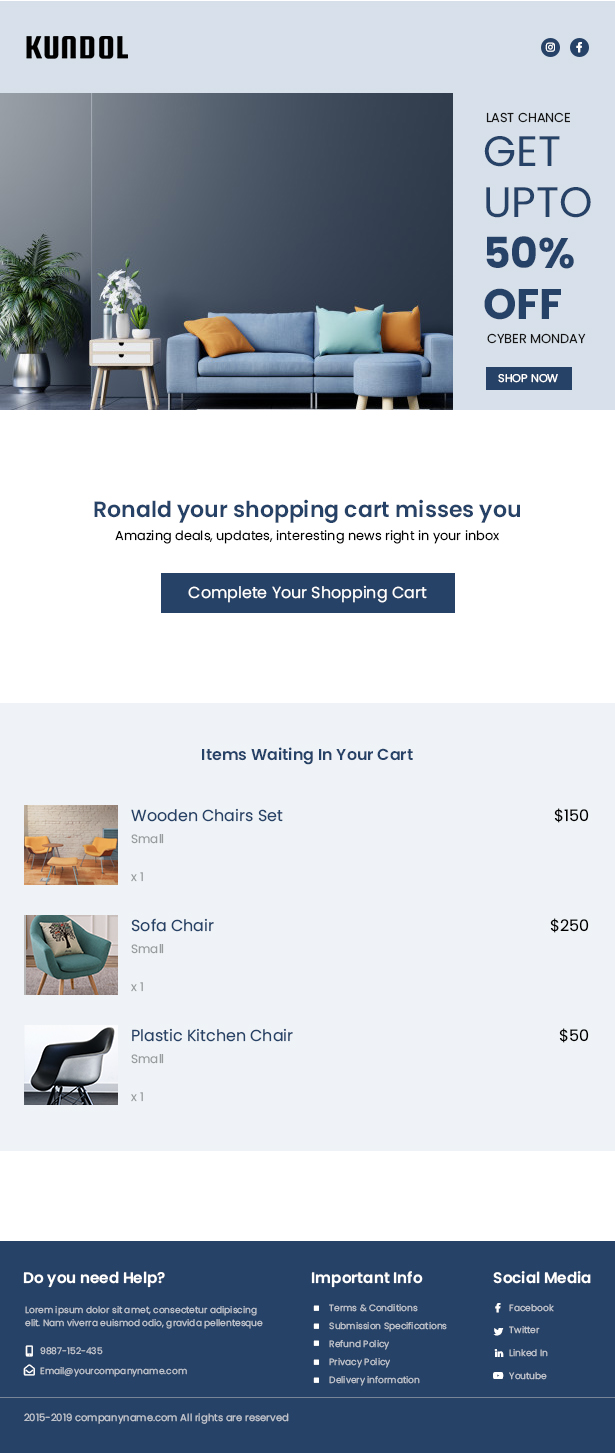 KUNDOL
LAST CHANCE
GET
UPTO
50%
OFF
CYBER MONDAY
SHOP NOW
Ronald your shopping cart misses you
Amazing deals, updates, interesting news right in your inbox
Complete Your Shopping Cart
Items Waiting In Your Cart
Wooden Chairs Set $150
Small
x 1
Sofa Chair $250
Small
x 1
Plastic Kitchen Chair $50
Small
x 1
Do you need Help?
Lorem ipsum dolor sit amet, consectetur adipiscing
elit. Nam viverra euismod odio, gravida pellentesque
9887-152-435
Email@yourcompanyname.com
Important Info
Terms & Conditions
Submission Specifications
Refund Policy
Privacy Policy
Delivery information
Social Media
Facebook
Twitter
Linked In
Youtube
2015-2019 companyname.com All rights are reserved